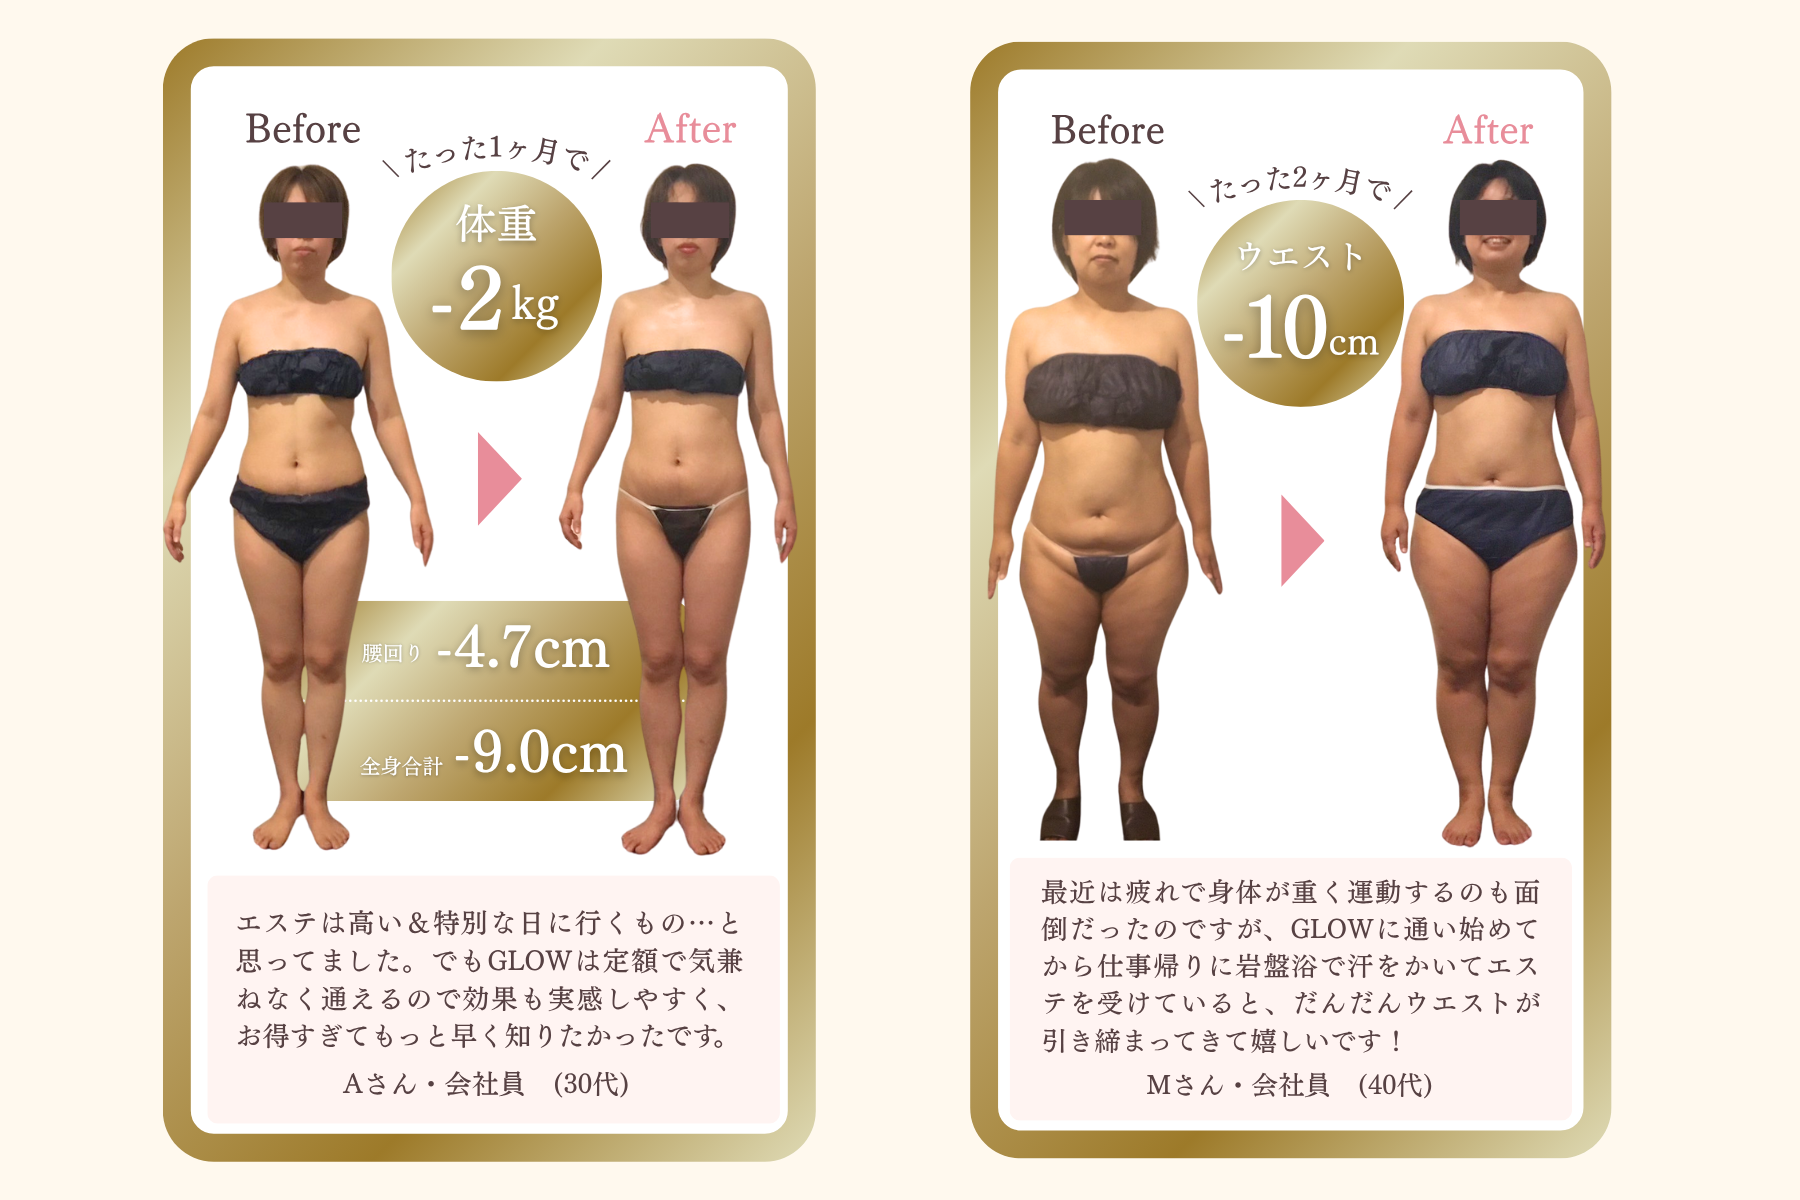 Before
After
\ たった1ヶ月で /
体重
-2kg
腰回り -4.7cm
全身合計 -9.0cm
エステは高い＆特別な日に行くもの…と
思ってました。でもGLOWは定額で気兼
ねなく通えるので効果も実感しやすく、
お得すぎてもっと早く知りたかったです。
Aさん・会社員　(30代)
Before
After
\ たった2ヶ月で /
ウエスト
-10cm
最近は疲れで身体が重く運動するのも面
倒だったのですが、GLOWに通い始めて
から仕事帰りに岩盤浴で汗をかいてエス
テを受けていると、だんだんウエストが
引き締まってきて嬉しいです！
Mさん・会社員　(40代)